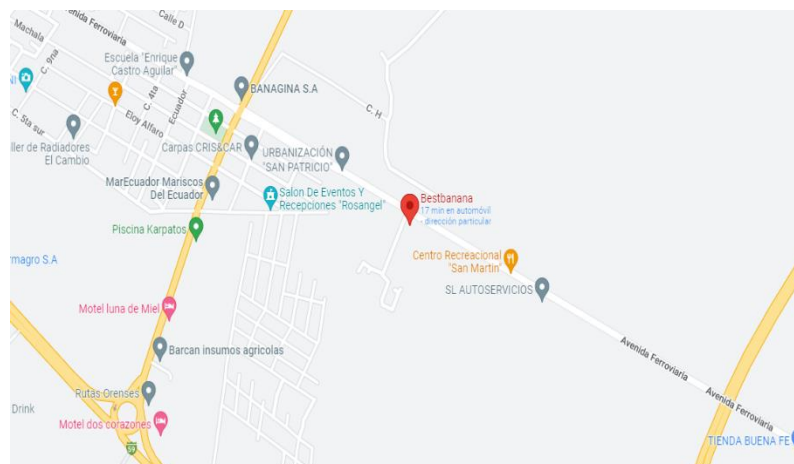 Machala
Avenida Ferroviaria
Calle D
C. 9na
Escuela "Enrique
Castro Aguilar"
C. 4ta
Ecuador
BANAGINA S.A
C. H
C. 5ta sur
Eloy Alfaro
ller de Radiadores
El Cambio
Carpas CRIS&CAR
URBANIZACIÓN
"SAN PATRICIO"
MarEcuador Mariscos
Del Ecuador
Salon De Eventos Y
Recepciones "Rosangel"
Bestbanana
17 min en automóvil
- dirección particular
Piscina Karpatos
rmagro S.A
Centro Recreacional
"San Martin"
SL AUTOSERVICIOS
Motel luna de Miel
Barcan insumos agricolas
Avenida Ferroviaria
Rutas Orenses
Avenida Ferroviaria
Drink
Motel dos corazones
TIENDA BUENA FE